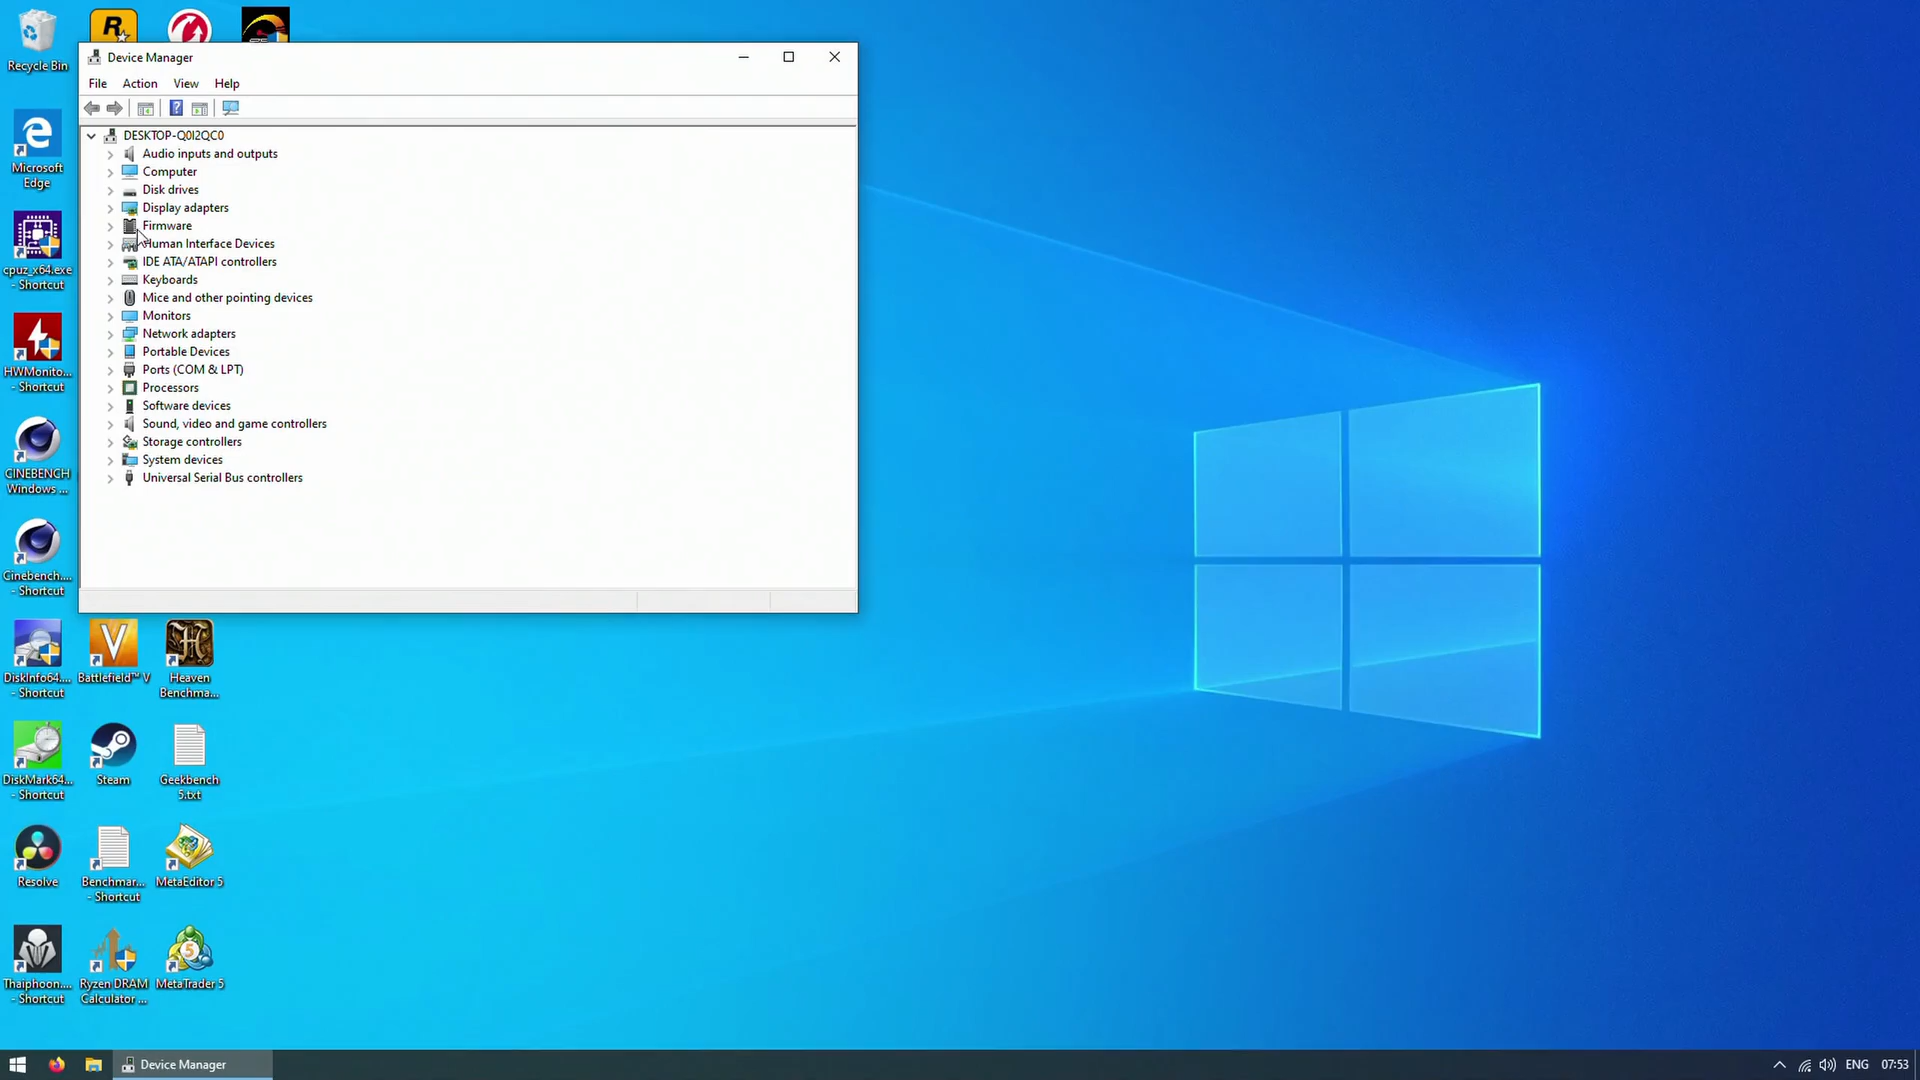 Recycle Bin
Microsoft
Edge
cpuz_x64.exe
- Shortcut
HWMonito...
- Shortcut
CINEBENCH
Windows ...
Cinebench....
- Shortcut
DiskInfo64....
- Shortcut
DiskMark64...
- Shortcut
Resolve
Thaiphoon....
- Shortcut
R
Battlefield™ V
Steam
Benchmar...
- Shortcut
Ryzen DRAM
Calculator ...
Heaven
Benchma...
Geekbench
5.txt
MetaEditor 5
5
MetaTrader 5
Device Manager
File
Action
View
Help
DESKTOP-Q0I2QC0
Audio inputs and outputs
Computer
Disk drives
Display adapters
Firmware
Human Interface Devices
IDE ATA/ATAPI controllers
Keyboards
Mice and other pointing devices
Monitors
Network adapters
Portable Devices
Ports (COM & LPT)
Processors
Software devices
Sound, video and game controllers
Storage controllers
System devices
Universal Serial Bus controllers
Device Manager
ENG
07:53